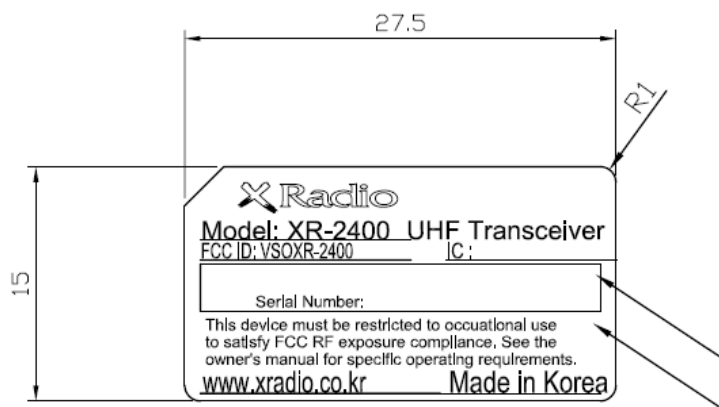 27.5
R1
15
X Radio
Model: XR-2400 UHF Transceiver
FCC ID: VSOXR-2400 IC :
Serial Number:
This device must be restricted to occuational use
to satisfy FCC RF exposure compliance. See the
owner's manual for specific operating requirements.
www.xradio.co.kr Made in Korea